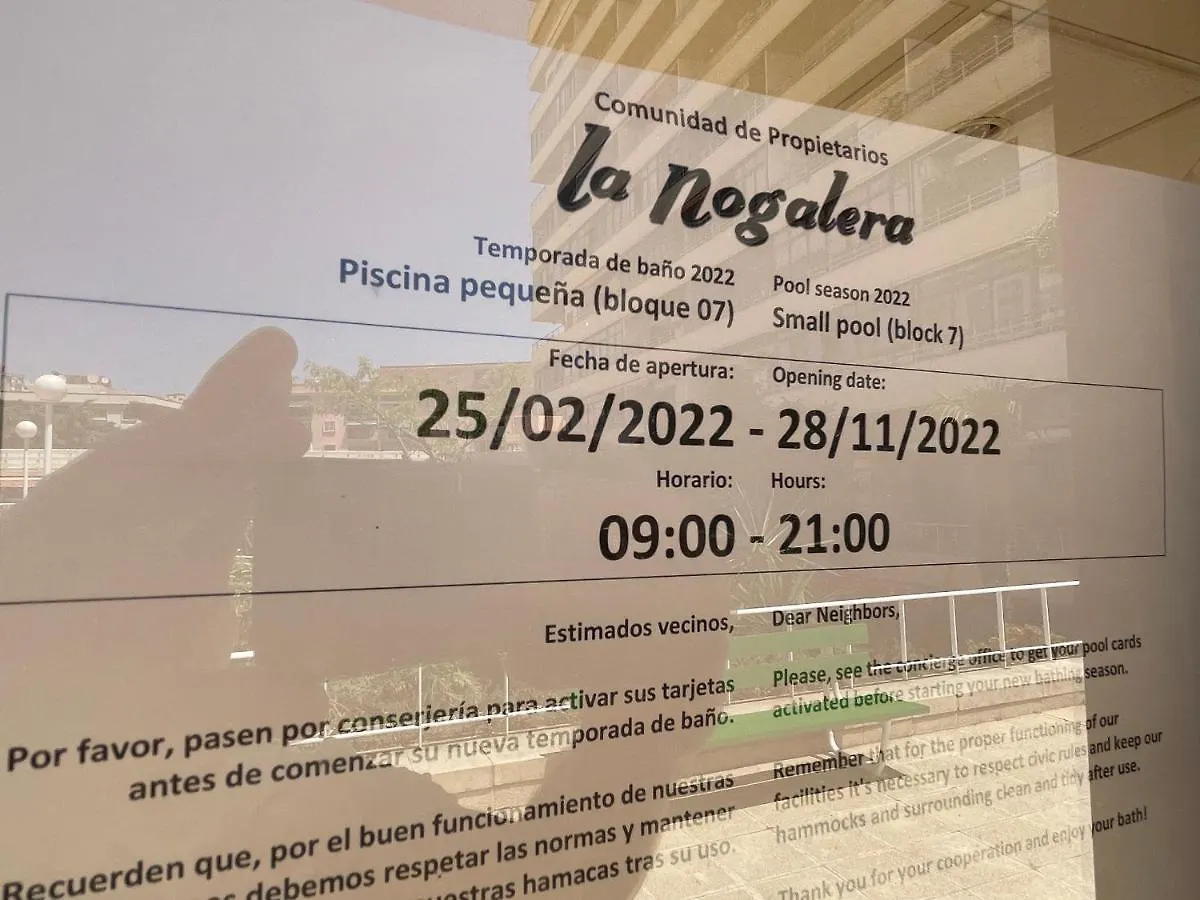 Comunidad de Propietarios
la Nogalera
Temporada de baño 2022
Piscina pequeña (bloque 07)
Pool season 2022
Small pool (block 7)
Fecha de apertura: Opening date:
25/02/2022 - 28/11/2022
Horario: Hours:
09:00 - 21:00
Estimados vecinos,
Por favor, pasen por conserjería para activar sus tarjetas
antes de comenzar su nueva temporada de baño.
Recuerden que, por el buen funcionamiento de nuestras
debemos respetar las normas y mantener
hamacas tras su uso.
Dear Neighbors,
Please, see the concierge office to get your pool cards
activated before starting your new bathing season.
Remember that for the proper functioning of our
facilities it's necessary to respect civic rules and keep our
hammocks and surrounding clean and tidy after use.
Thank you for your cooperation and enjoy your bath!